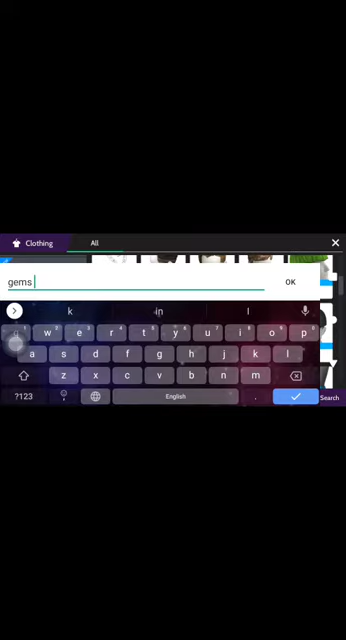 Clothing All
gems OK
k in I
w e r t y u i o p
a s d f g h j k l
z x c v b n m
?123 , English .
Search